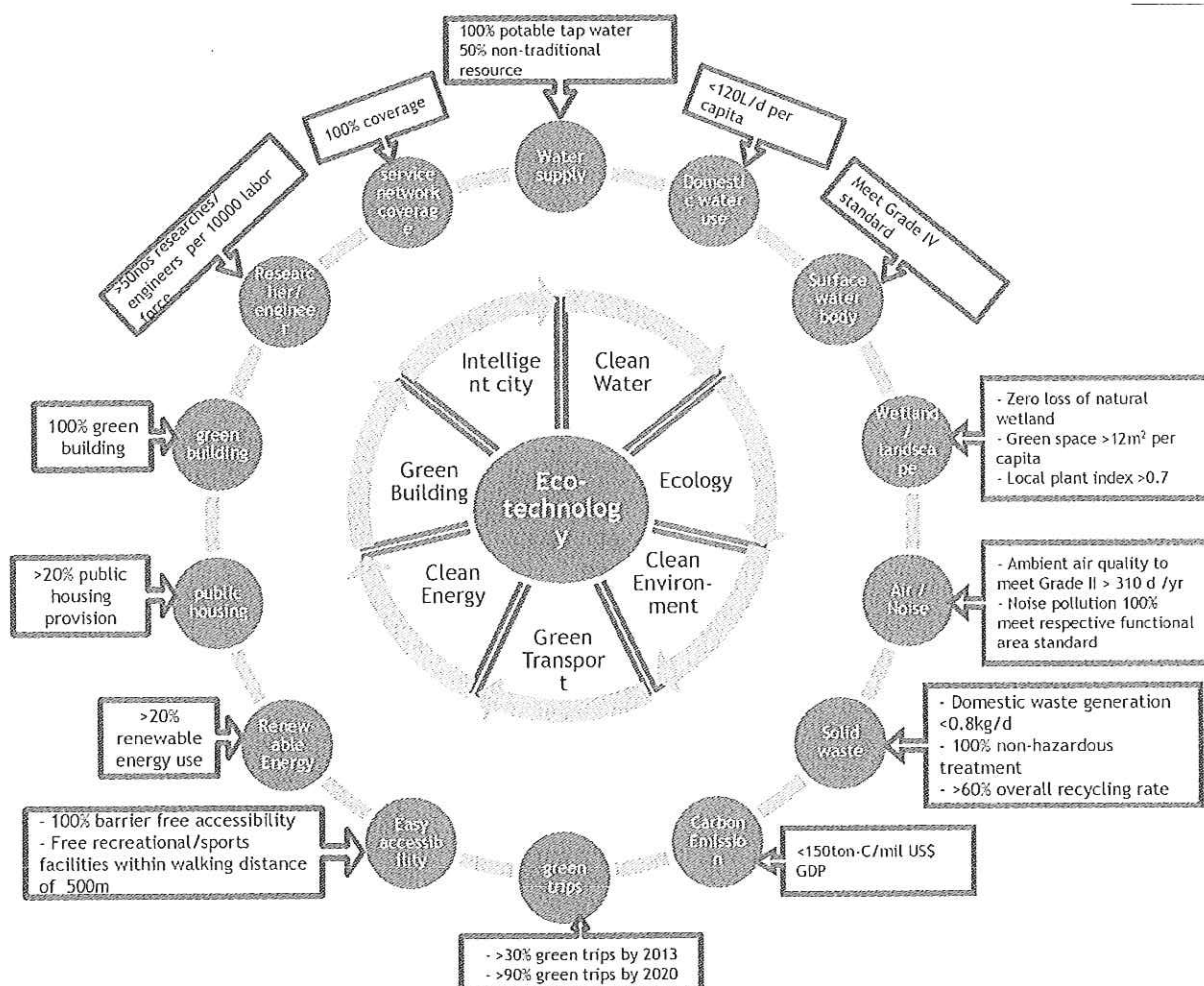 100% potable tap water
50% non-traditional
resource
<120L/d per
capita
Meet Grade IV
standard
- Zero loss of natural
wetland
- Green space >12m² per
capita
- Local plant index >0.7
- Ambient air quality to
meet Grade II > 310 d /yr
- Noise pollution 100%
meet respective functional
area standard
- Domestic waste generation
<0.8kg/d
- 100% non-hazardous
treatment
- >60% overall recycling rate
<150ton-C/mil US$
GDP
- >30% green trips by 2013
- >90% green trips by 2020
- 100% barrier free accessibility
- Free recreational/sports
facilities within walking distance
of 500m
>20%
renewable
energy use
>20% public
housing
provision
100% green
building
>50nos researches/
engineers per 10000 labor
force
100% coverage
Water
supply
Domesti
c water
use
Surface
water
body
Wetland
/
landsca
pe
Air /
Noise
Solid
waste
Carbon
Emissio
n
green
trips
Easy
accessib
ility
Renew
able
Energy
public
housing
green
building
Researc
her/
enginee
r
service
network
coverag
e
Intellige
nt city
Clean
Water
Ecology
Clean
Environ-
ment
Green
Transpor
t
Clean
Energy
Green
Building
Eco-
technolog
y